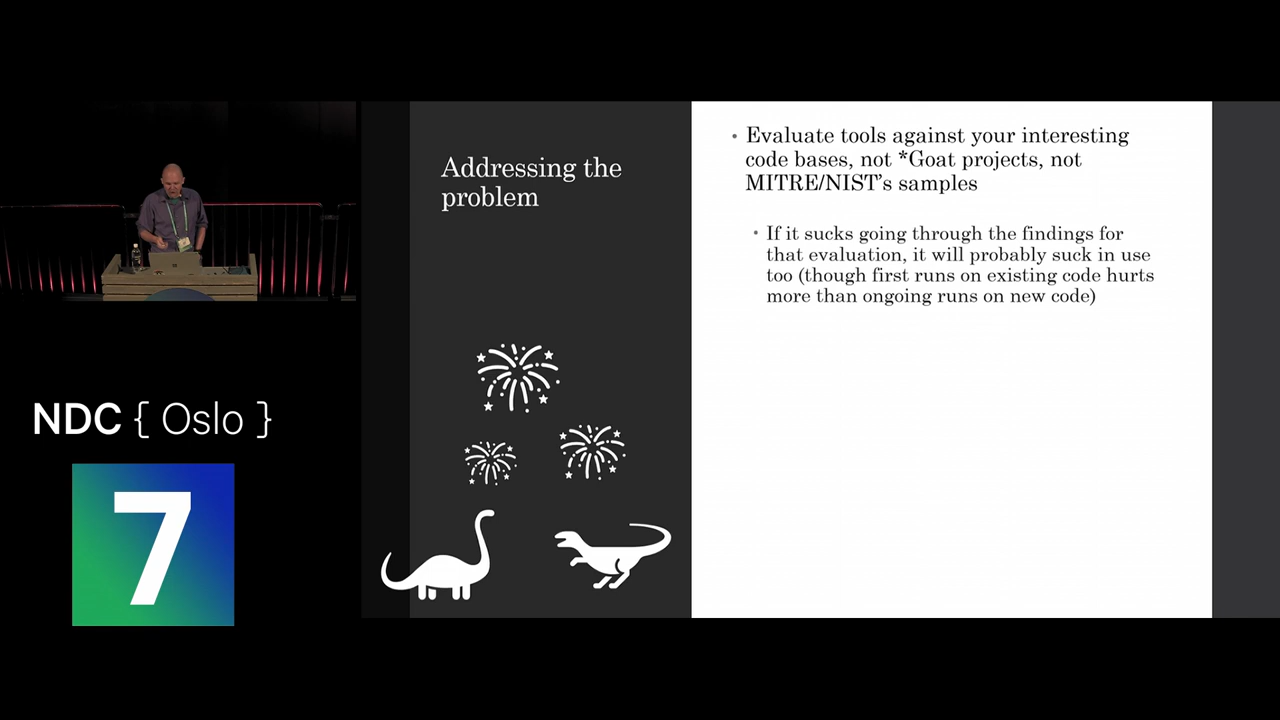 Addressing the
problem
• Evaluate tools against your interesting
code bases, not *Goat projects, not
MITRE/NIST's samples
• If it sucks going through the findings for
that evaluation, it will probably suck in use
too (though first runs on existing code hurts
more than ongoing runs on new code)
NDC { Oslo }
7